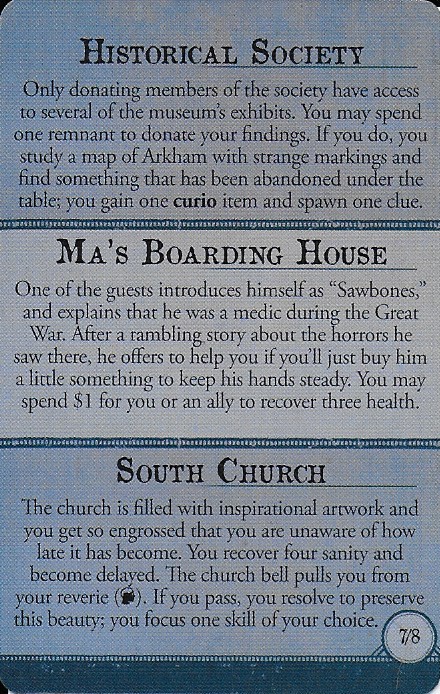 Historical Society
Only donating members of the society have access
to several of the museum's exhibits. You may spend
one remnant to donate your findings. If you do, you
study a map of Arkham with strange markings and
find something that has been abandoned under the
table; you gain one curio item and spawn one clue.
Ma's Boarding House
One of the guests introduces himself as “Sawbones,”
and explains that he was a medic during the Great
War. After a rambling story about the horrors he
saw there, he offers to help you if you'll just buy him
a little something to keep his hands steady. You may
spend $1 for you or an ally to recover three health.
South Church
The church is filled with inspirational artwork and
you get so engrossed that you are unaware of how
late it has become. You recover four sanity and
become delayed. The church bell pulls you from
your reverie (). If you pass, you resolve to preserve
this beauty; you focus one skill of your choice.
7/8